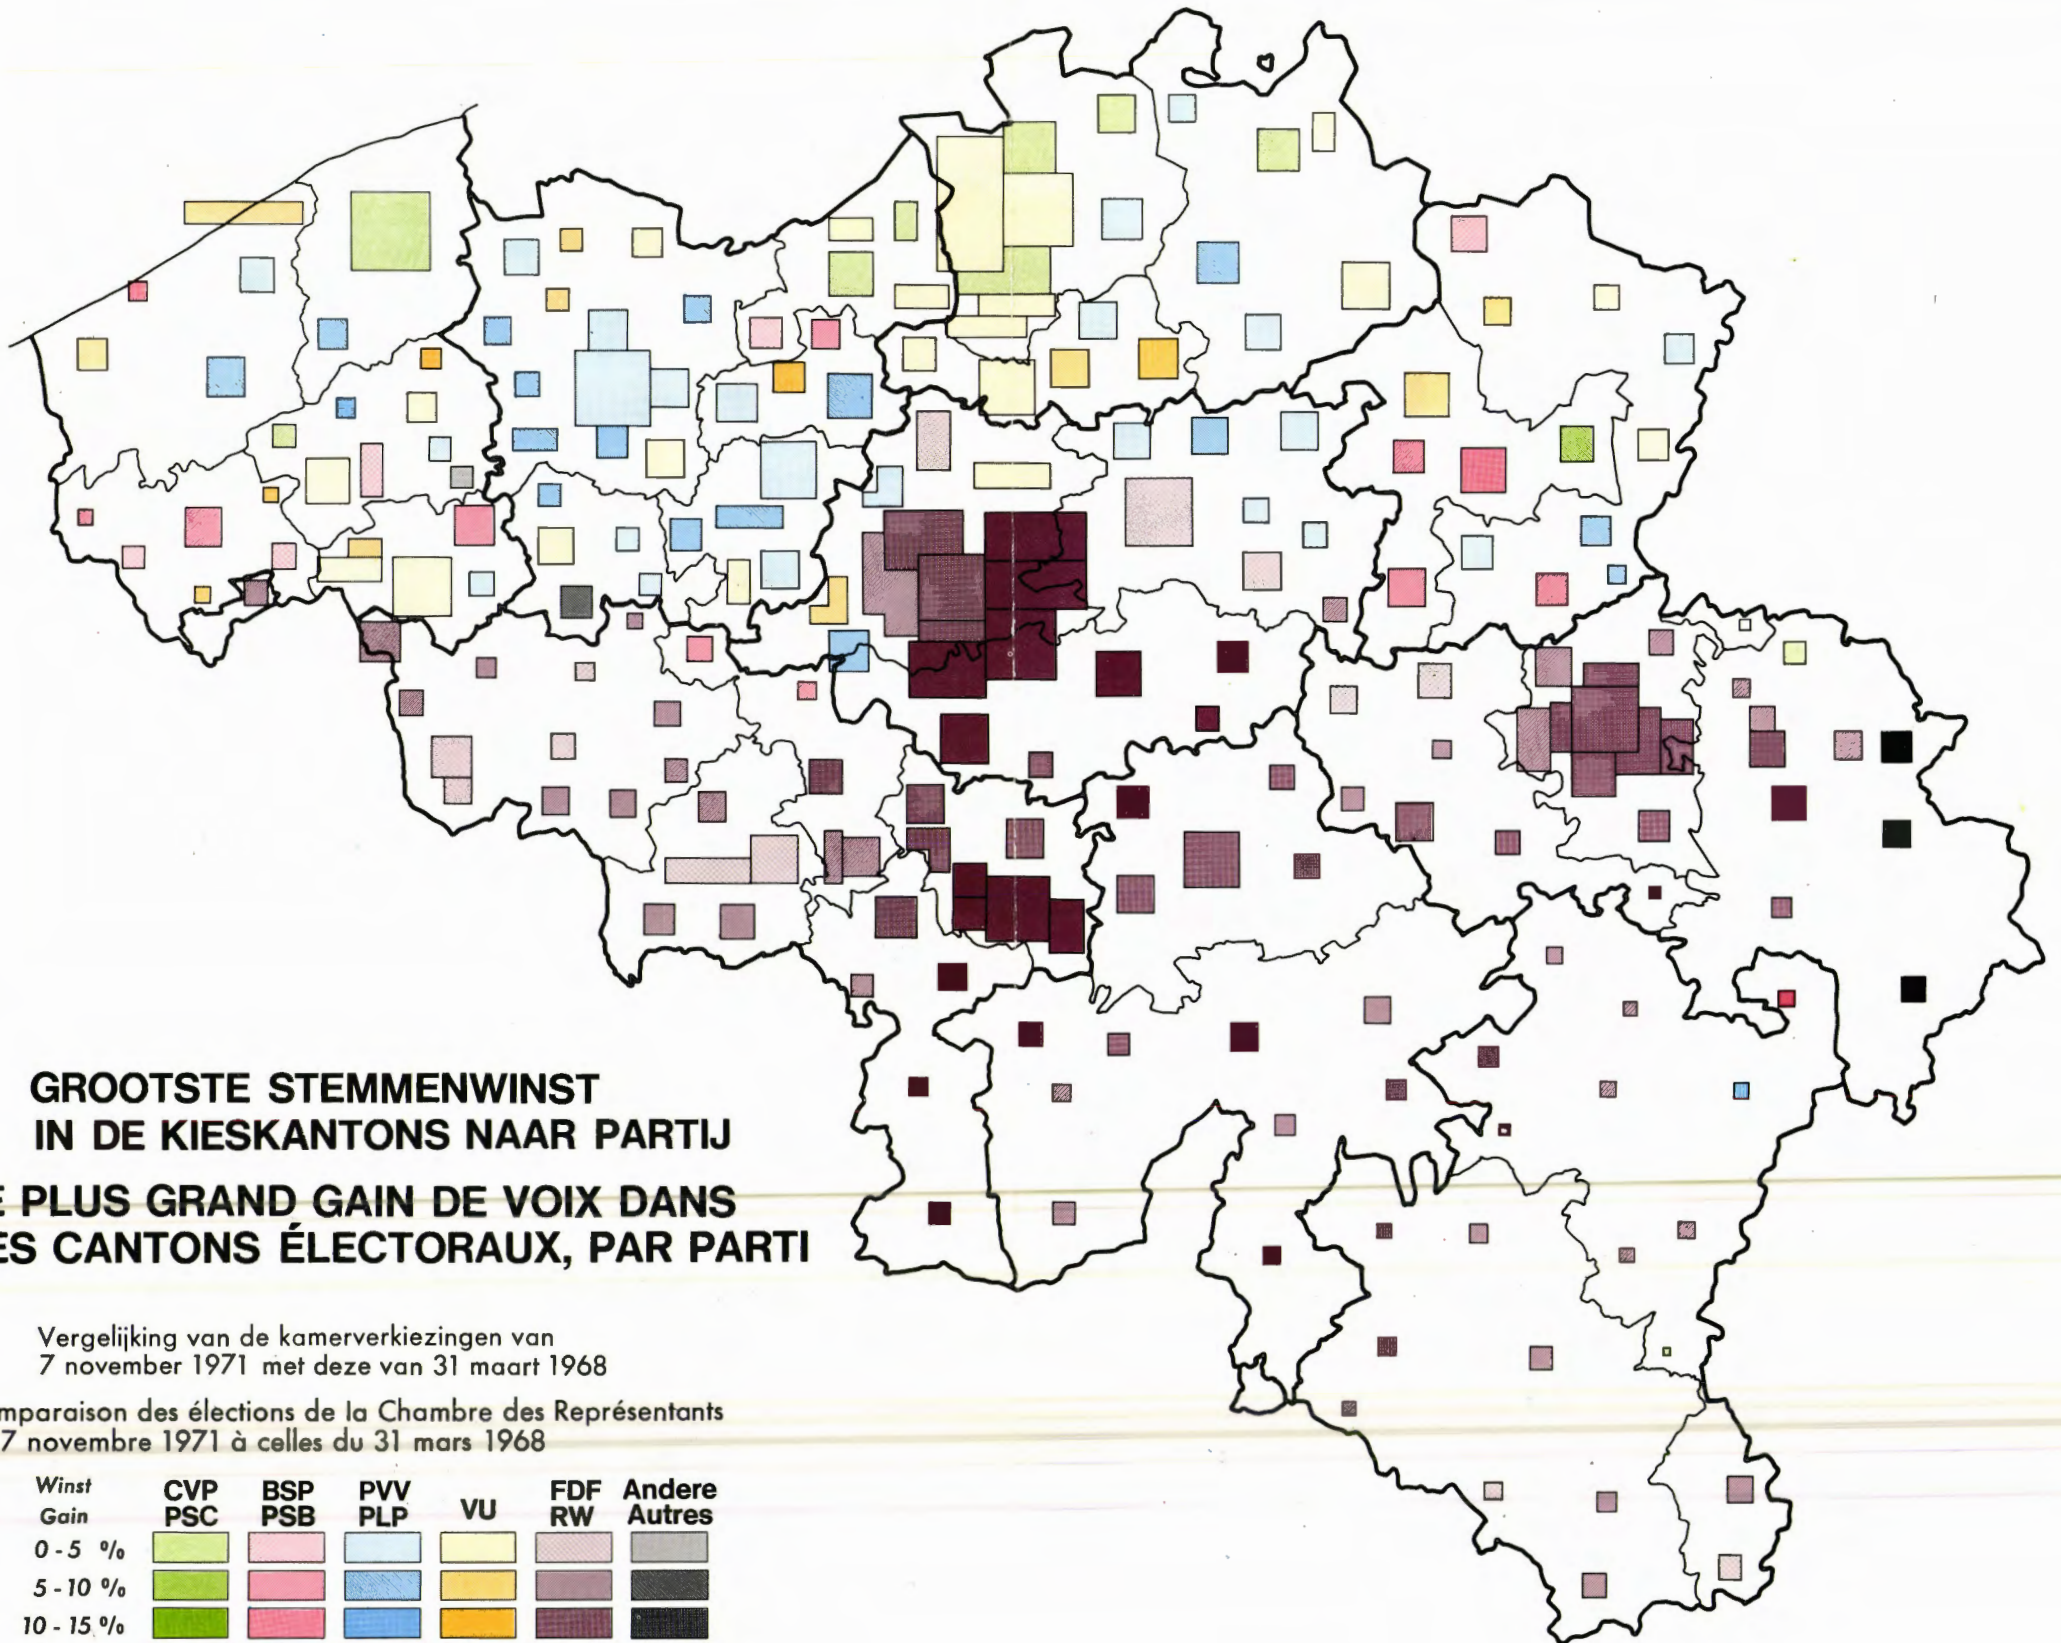 GROOTSTE STEMMENWINST
IN DE KIESKANTONS NAAR PARTIJ
PLUS GRAND GAIN DE VOIX DANS
CANTONS ÉLECTORAUX, PAR PARTI
Vergelijking van de kamerverkiezingen van
7 november 1971 met deze van 31 maart 1968
des élections de la Chambre des Représentants
7 novembre 1971 à celles du 31 mars 1968
Winst
Gain
CVP PSC
BSP PSB
PVV PLP
VU
FDF RW
Andere Autres
0-5 %
5-10 %
10-15 %